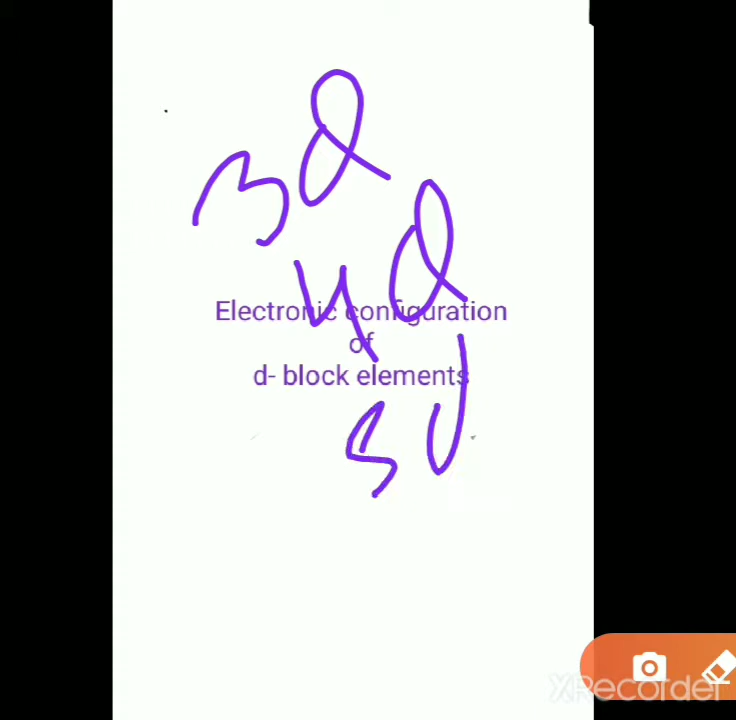 3d
4d
Electronic configuration
of
d- block elements
5d
XRecorder